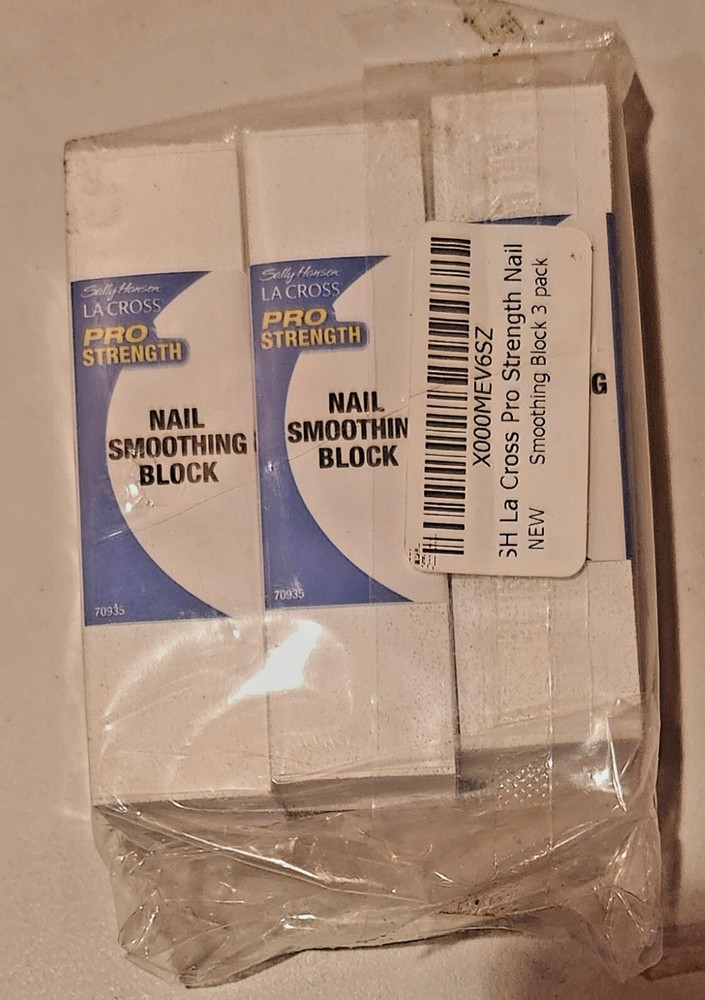 Sally Hansen
LA CROSS
PRO
STRENGTH
NAIL
SMOOTHING
BLOCK
70935
Sally Hansen
LA CROSS
PRO
STRENGTH
NAIL
SMOOTHIN
BLOCK
70935
G
X000MEV6SZ
SH La Cross Pro Strength Nail
Smoothing Block 3 pack
NEW